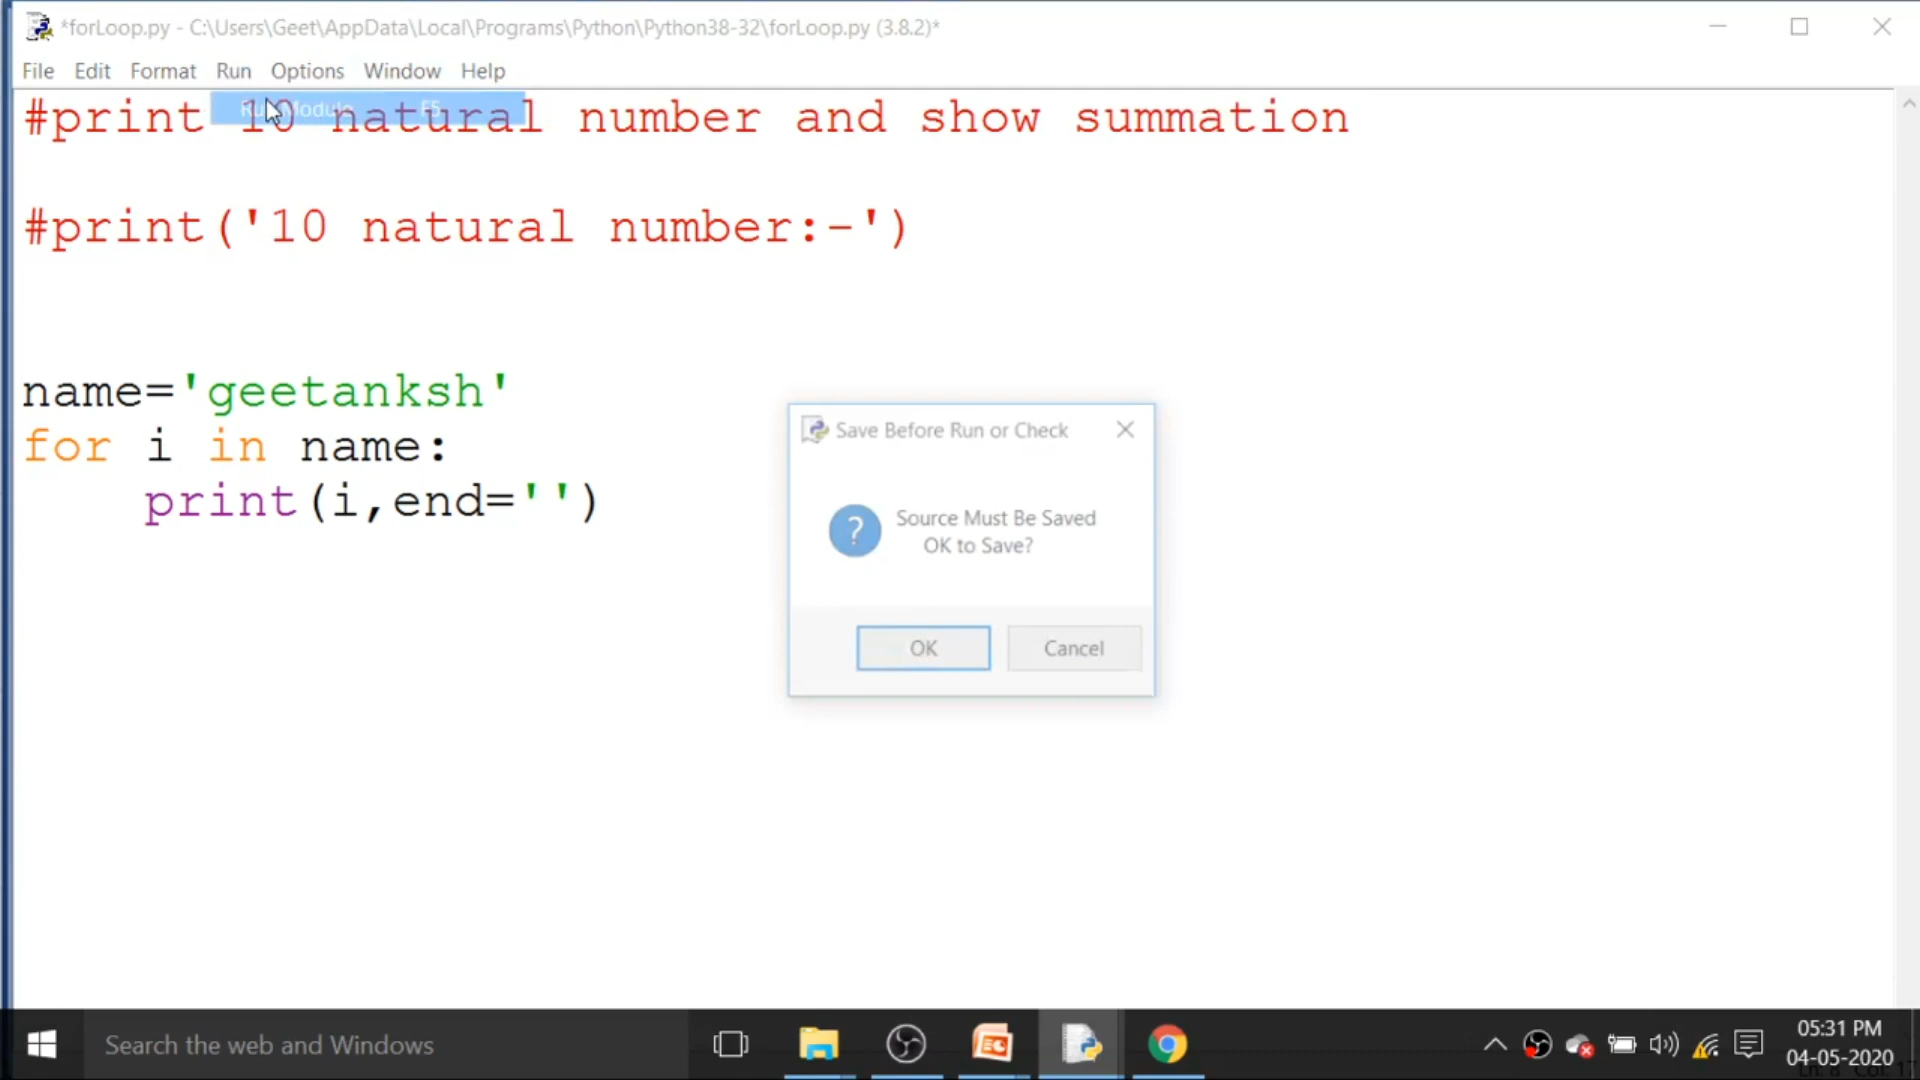 *forLoop.py - C:\Users\Geet\AppData\Local\Programs\Python\Python38-32\forLoop.py (3.8.2)*
File Edit Format Run Options Window Help
Run Module F5
#print 10 natural number and show summation
#print('10 natural number:-')
name='geetanksh'
for i in name:
    print(i,end='')
Save Before Run or Check
Source Must Be Saved
OK to Save?
OK Cancel
Search the web and Windows
05:31 PM
04-05-2020